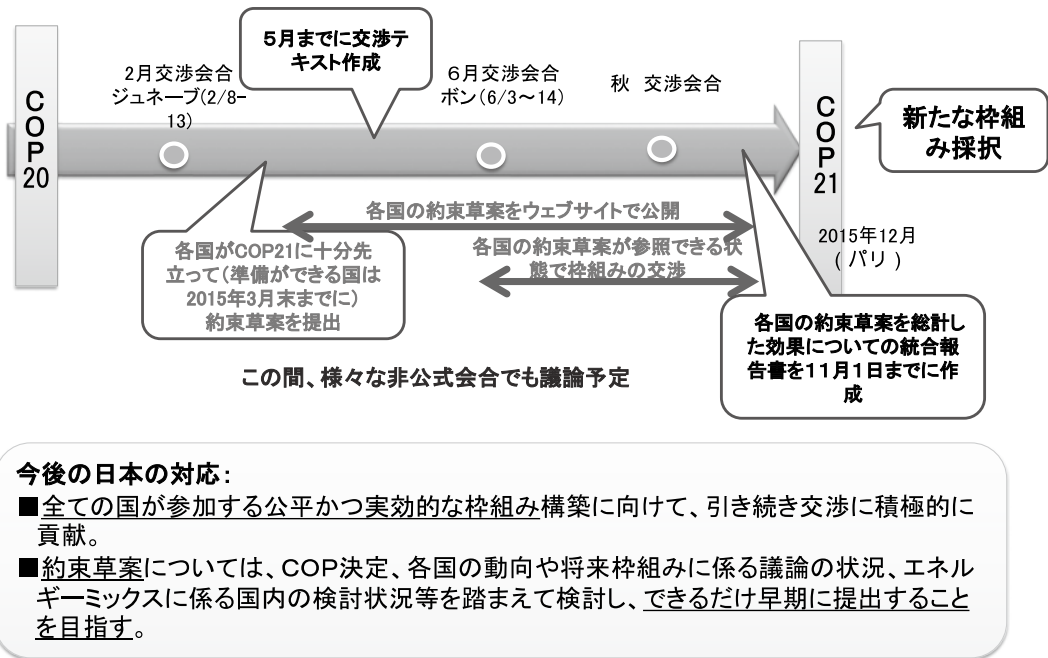 COP20
2月交渉会合
ジュネーブ(2/8-
13)
5月までに交渉テ
キスト作成
6月交渉会合
ボン(6/3~14)
秋 交渉会合
COP21
新たな枠組
み採択
2015年12月
(パリ)
各国の約束草案をウェブサイトで公開
各国の約束草案が参照できる状
態で枠組みの交渉
各国がCOP21に十分先
立って(準備ができる国は
2015年3月末までに)
約束草案を提出
各国の約束草案を総計し
た効果についての統合報
告書を11月1日までに作
成
この間、様々な非公式会合でも議論予定
今後の日本の対応:
■全ての国が参加する公平かつ実効的な枠組み構築に向けて、引き続き交渉に積極的に
貢献。
■約束草案については、COP決定、各国の動向や将来枠組みに係る議論の状況、エネル
ギーミックスに係る国内の検討状況等を踏まえて検討し、できるだけ早期に提出すること
を目指す。